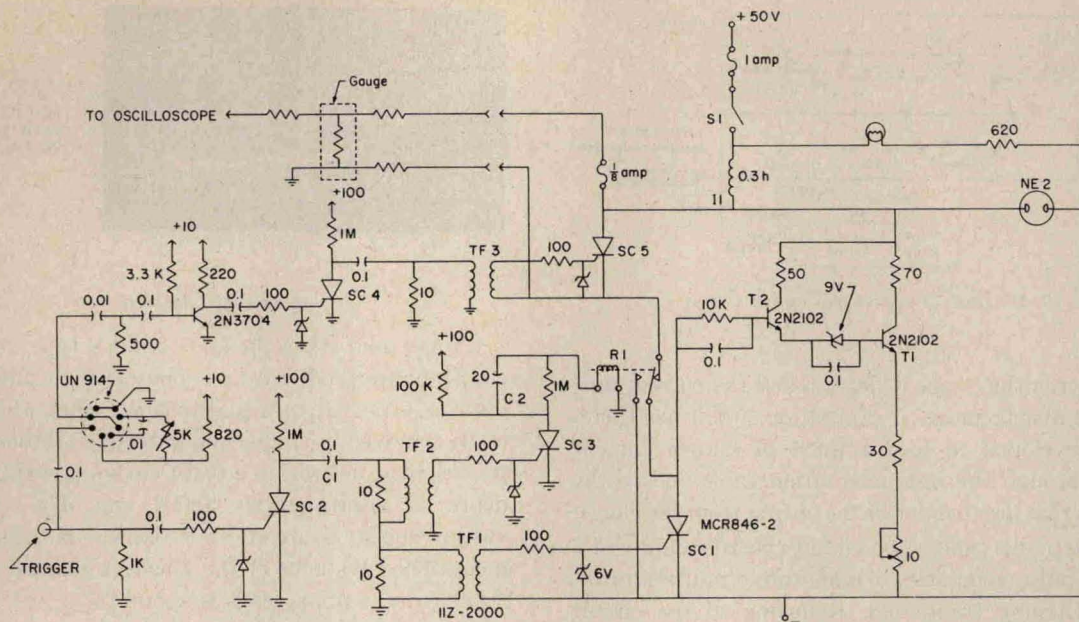 +50V
1 amp
Gauge
TO OSCILLOSCOPE
S1
620
0.3h
I1
1/8 amp
NE 2
+100
1M
+10
TF3
100
SC 5
3.3 K
220
0.1
SC 4
10
50
9V
70
0.01
0.1
0.1
100
2N3704
10K
T2
2N2102
2N2102
T1
500
0.1
0.1
+100
R1
UN 914
+10
+100
100 K
20
C2
1M
.01
5K
820
1M
TF 2
SC 3
30
0.1
0.1
C1
100
10
SC 2
0.1
100
TF1
100
MCR846-2
SC1
TRIGGER
1K
10
6V
10
11Z-2000